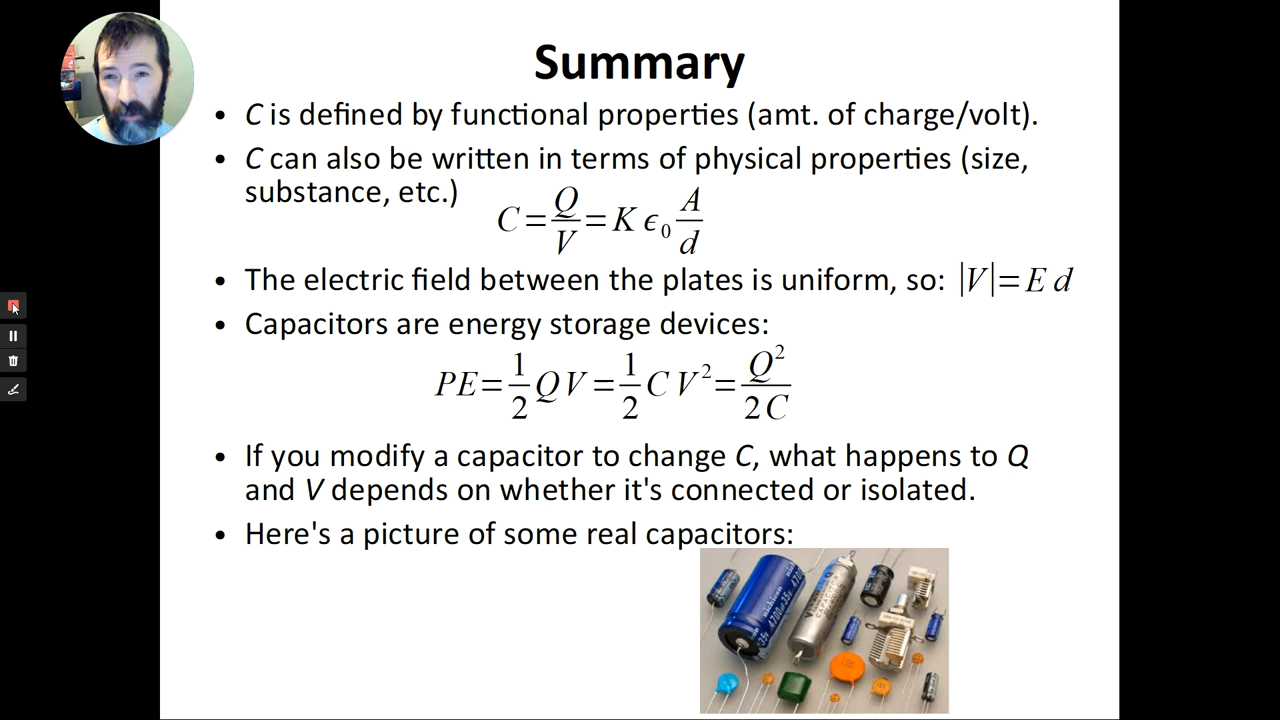 Summary
• C is defined by functional properties (amt. of charge/volt).
• C can also be written in terms of physical properties (size,
substance, etc.)
C = Q/V = K ϵ₀ A/d
• The electric field between the plates is uniform, so: |V| = E d
• Capacitors are energy storage devices:
PE = 1/2 Q V = 1/2 C V² = Q²/2C
• If you modify a capacitor to change C, what happens to Q
and V depends on whether it's connected or isolated.
• Here's a picture of some real capacitors:
nichicon
4700µ35v